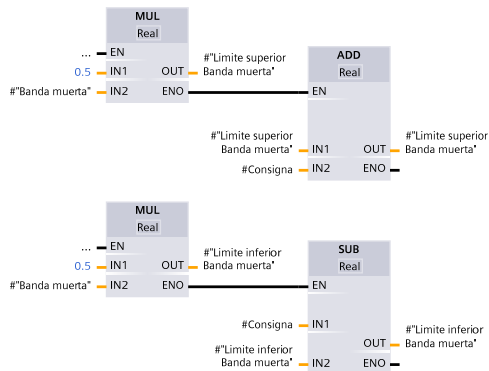 MUL
Real
... EN
0.5 IN1 OUT #"Limite superior
Banda muerta"
#"Banda muerta" IN2 ENO
ADD
Real
EN
#"Limite superior
Banda muerta" IN1 OUT #"Limite superior
Banda muerta"
#Consigna IN2 ENO
MUL
Real
... EN
0.5 IN1 OUT #"Limite inferior
Banda muerta"
#"Banda muerta" IN2 ENO
SUB
Real
EN
#Consigna IN1
OUT #"Limite inferior
Banda muerta"
#"Limite inferior
Banda muerta" IN2 ENO